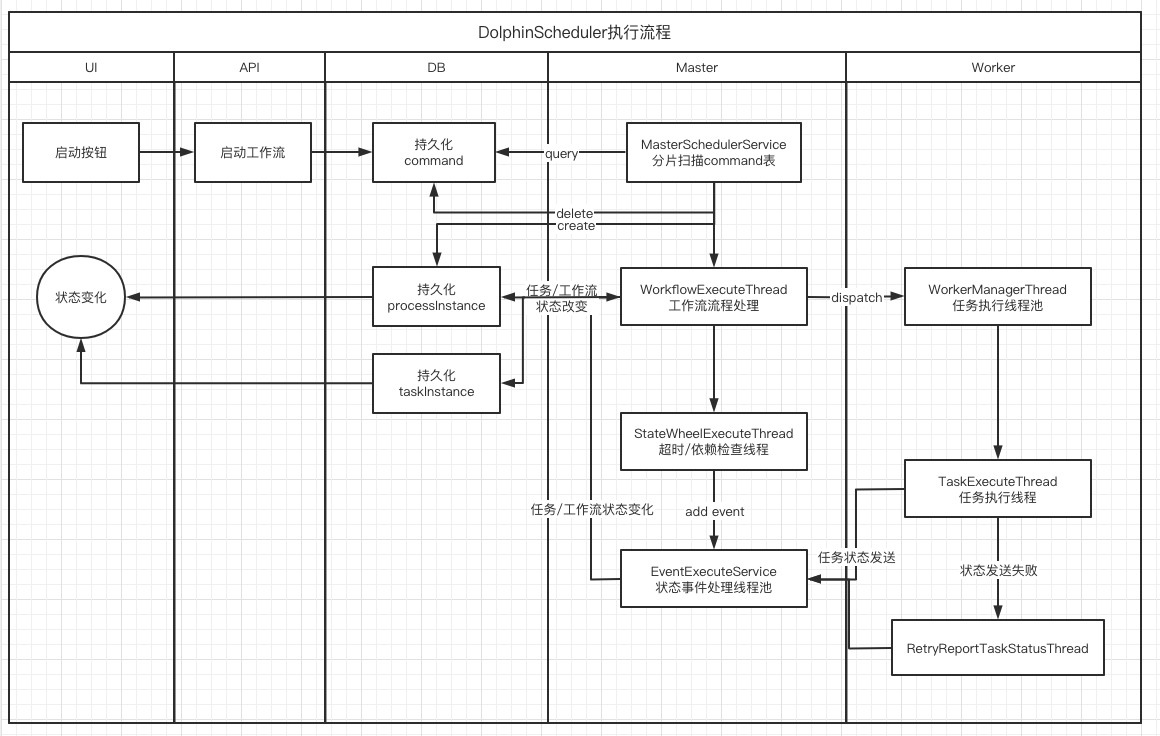 DolphinScheduler执行流程
UI
API
DB
Master
Worker
启动按钮
启动工作流
持久化
command
query
MasterSchedulerService
分片扫描command表
delete
create
状态变化
持久化
processInstance
任务/工作流
状态改变
WorkflowExecuteThread
工作流流程处理
dispatch
WorkerManagerThread
任务执行线程池
持久化
taskInstance
StateWheelExecuteThread
超时/依赖检查线程
TaskExecuteThread
任务执行线程
任务/工作流状态变化
add event
任务状态发送
状态发送失败
EventExecuteService
状态事件处理线程池
RetryReportTaskStatusThread